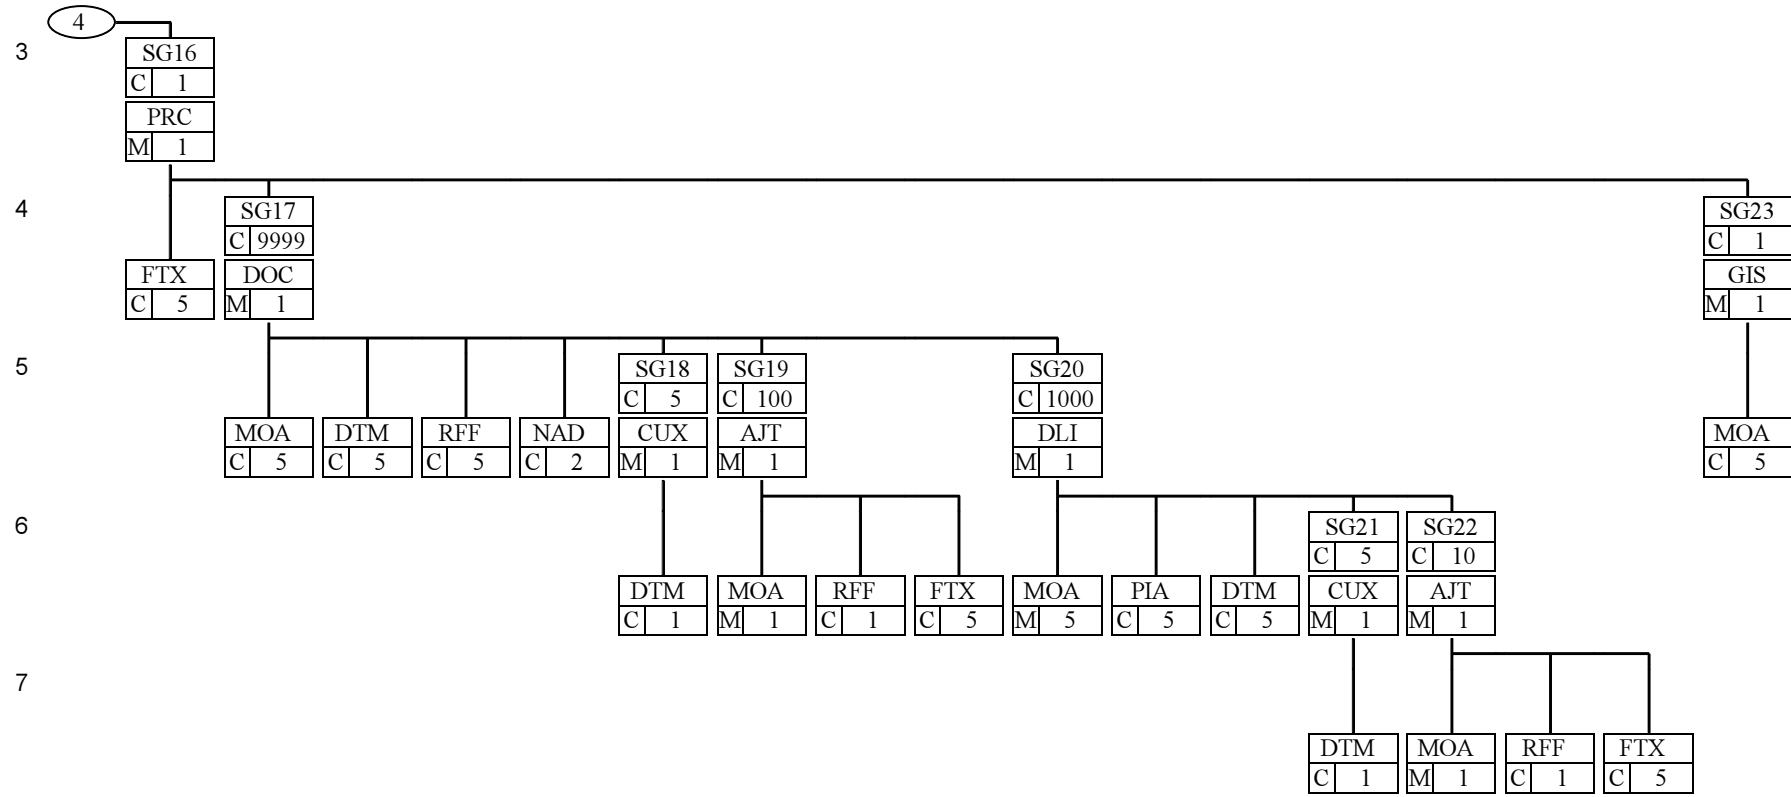 4
3
SG16
C 1
PRC
M 1
4
SG17 SG23
C 9999 C 1
FTX DOC GIS
C 5 M 1 M 1
5
SG18 SG19 SG20
C 5 C 100 C 1000
MOA DTM RFF NAD CUX AJT DLI MOA
C 5 C 5 C 5 C 2 M 1 M 1 M 1 C 5
6
SG21 SG22
C 5 C 10
DTM MOA RFF FTX MOA PIA DTM CUX AJT
C 1 M 1 C 1 C 5 M 5 C 5 C 5 M 1 M 1
7
DTM MOA RFF FTX
C 1 M 1 C 1 C 5